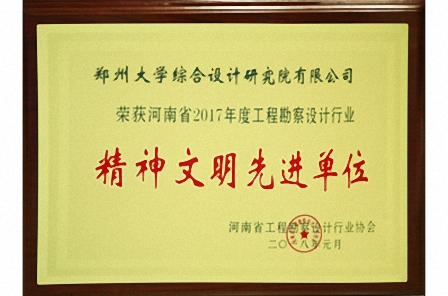 郑州大学综合设计研究院有限公司
荣获河南省2017年度工程勘察设计行业
精神文明先进单位
河南省工程勘察设计行业协会
二〇一八年元月